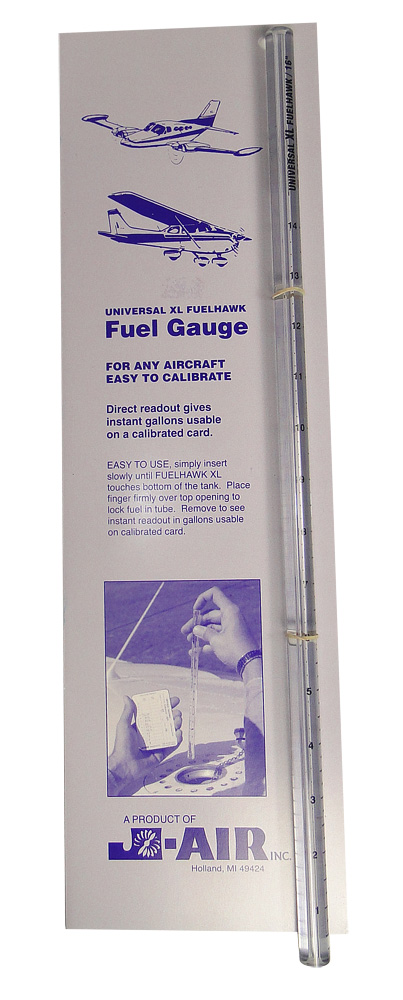 UNIVERSAL XL FUELHAWK / 16"
14
13
12
11
10
9
8
7
5
4
3
2
1
UNIVERSAL XL FUELHAWK
Fuel Gauge
FOR ANY AIRCRAFT
EASY TO CALIBRATE
Direct readout gives
instant gallons usable
on a calibrated card.
EASY TO USE, simply insert
slowly until FUELHAWK XL
touches bottom of the tank. Place
finger firmly over top opening to
lock fuel in tube. Remove to see
instant readout in gallons usable
on calibrated card.
A PRODUCT OF
J-AIR INC.
Holland, MI 49424